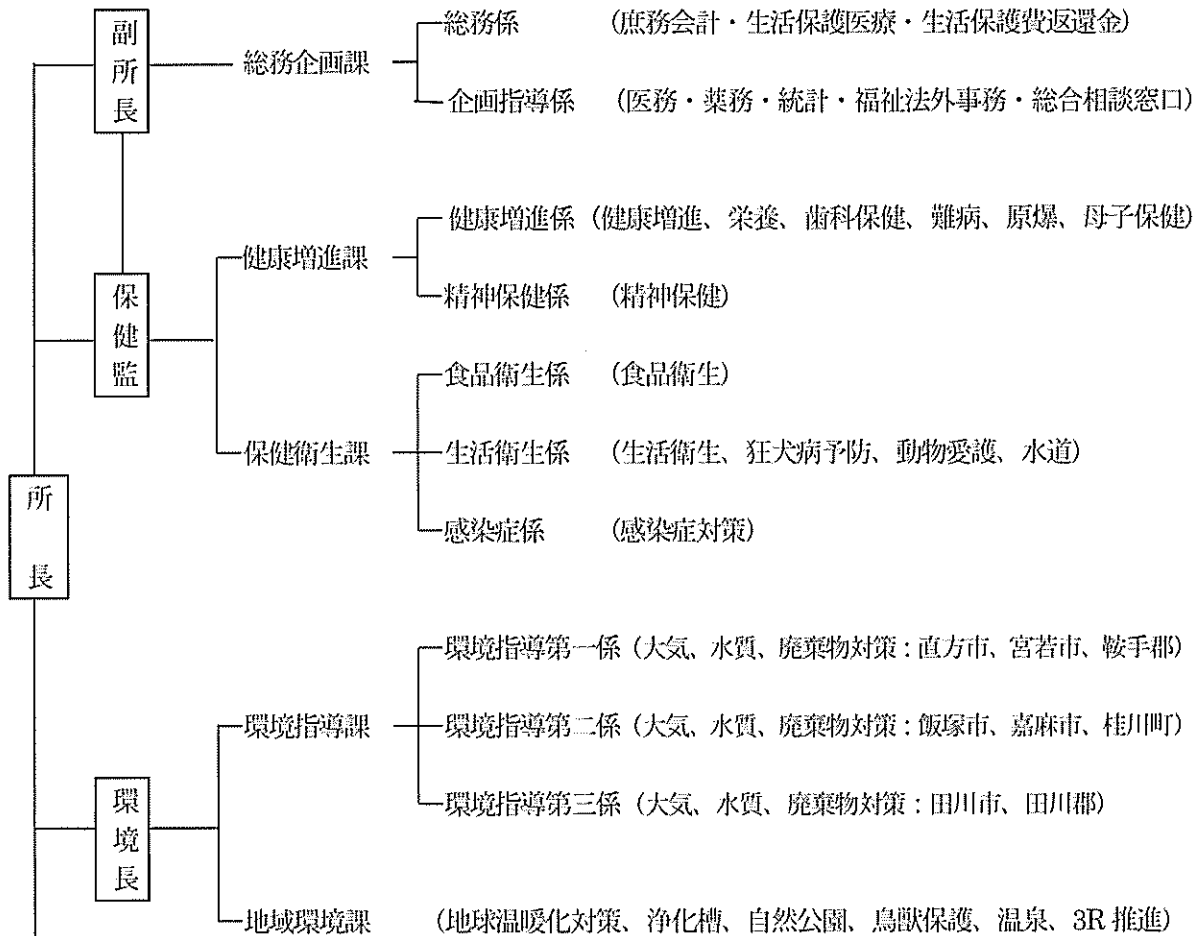 副所長
総務企画課
総務係 (庶務会計・生活保護医療・生活保護費返還金)
企画指導係 (医務・薬務・統計・福祉法外事務・総合相談窓口)
保健監
健康増進課
健康増進係 (健康増進、栄養、歯科保健、難病、原爆、母子保健)
精神保健係 (精神保健)
保健衛生課
食品衛生係 (食品衛生)
生活衛生係 (生活衛生、狂犬病予防、動物愛護、水道)
感染症係 (感染症対策)
所長
環境長
環境指導課
環境指導第一係 (大気、水質、廃棄物対策:直方市、宮若市、鞍手郡)
環境指導第二係 (大気、水質、廃棄物対策:飯塚市、嘉麻市、桂川町)
環境指導第三係 (大気、水質、廃棄物対策:田川市、田川郡)
地域環境課 (地球温暖化対策、浄化槽、自然公園、鳥獣保護、温泉、3R 推進)